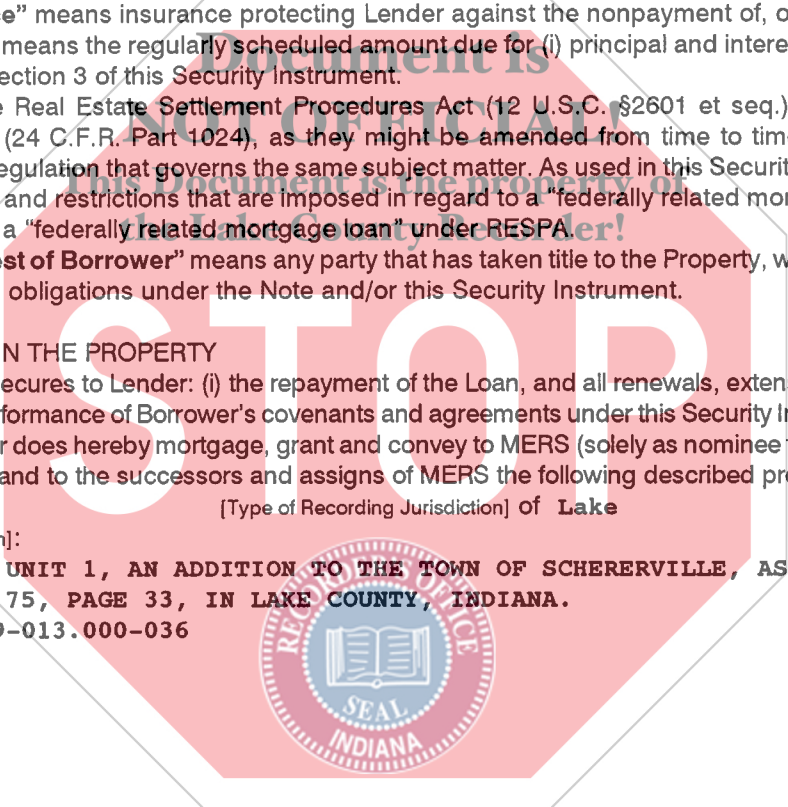 e” means insurance protecting Lender against the nonpayment of, o
means the regularly scheduled amount due for (i) principal and intere
ection 3 of this Security Instrument.
e Real Estate Settlement Procedures Act (12 U.S.C. §2601 et seq.)
(24 C.F.R. Part 1024), as they might be amended from time to tim
egulation that governs the same subject matter. As used in this Securit
and restrictions that are imposed in regard to a “federally related mor
a “federally related mortgage loan” under RESPA.
est of Borrower” means any party that has taken title to the Property, w
obligations under the Note and/or this Security Instrument.
N THE PROPERTY
ecures to Lender: (i) the repayment of the Loan, and all renewals, exten
formance of Borrower's covenants and agreements under this Security I
r does hereby mortgage, grant and convey to MERS (solely as nominee
and to the successors and assigns of MERS the following described pr
[Type of Recording Jurisdiction] of Lake
n]:
UNIT 1, AN ADDITION TO THE TOWN OF SCHERERVILLE, AS
75, PAGE 33, IN LAKE COUNTY, INDIANA.
9-013.000-036
Document is
NOT OFFICIAL!
This Document is the property of
the Lake County Recorder!
STOP
RECORDER'S OFFICE
SEAL
INDIANA